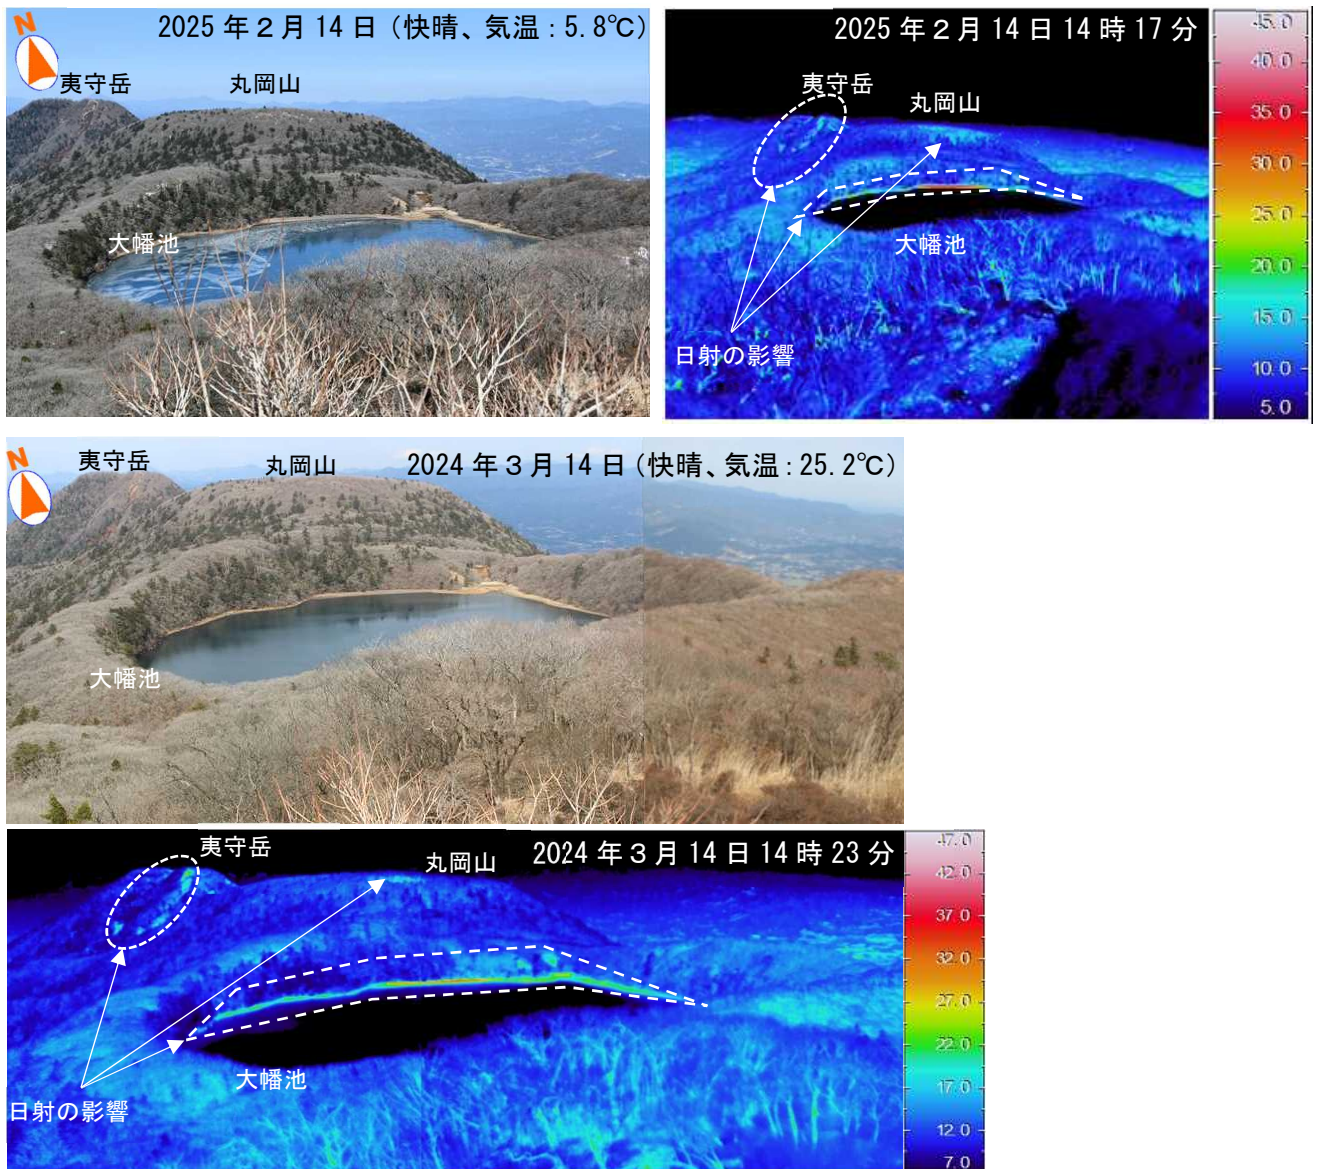 N
2025年2月14日（快晴、気温：5.8℃）
夷守岳
丸岡山
大幡池
2025年2月14日14時17分
夷守岳
丸岡山
大幡池
日射の影響
45.0
40.0
35.0
30.0
25.0
20.0
15.0
10.0
5.0
N
夷守岳
丸岡山
2024年3月14日（快晴、気温：25.2℃）
大幡池
夷守岳
丸岡山
2024年3月14日14時23分
大幡池
日射の影響
47.0
42.0
37.0
32.0
27.0
22.0
17.0
12.0
7.0